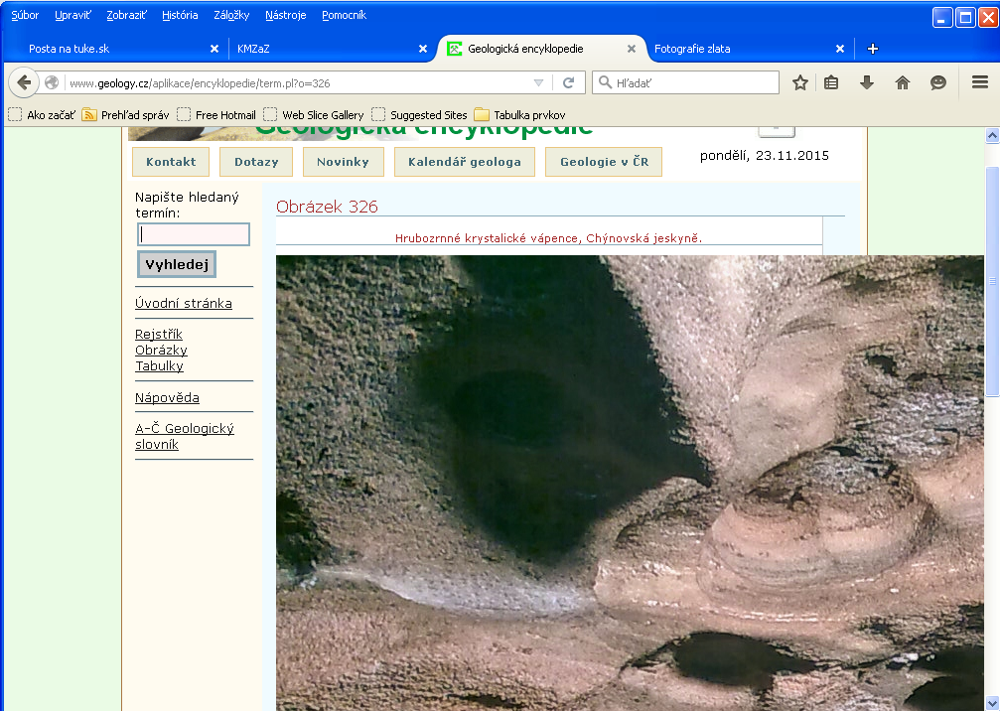 Súbor Upraviť Zobraziť História Záložky Nástroje Pomocník
Posta na tuke.sk KMZaZ Geologická encyklopedie Fotografie zlata
www.geology.cz/aplikace/encyklopedie/term.pl?o=326 Hľadať
Ako začať Prehľad správ Free Hotmail Web Slice Gallery Suggested Sites Tabulka prvkov
Geologická encyklopedie
Kontakt Dotazy Novinky Kalendář geologa Geologie v ČR
pondělí, 23.11.2015
Napište hledaný
termín:
Vyhledej
Úvodní stránka
Rejstřík
Obrázky
Tabulky
Nápověda
A-Č Geologický
slovník
Obrázek 326
Hrubozrnné krystalické vápence, Chýnovská jeskyně.